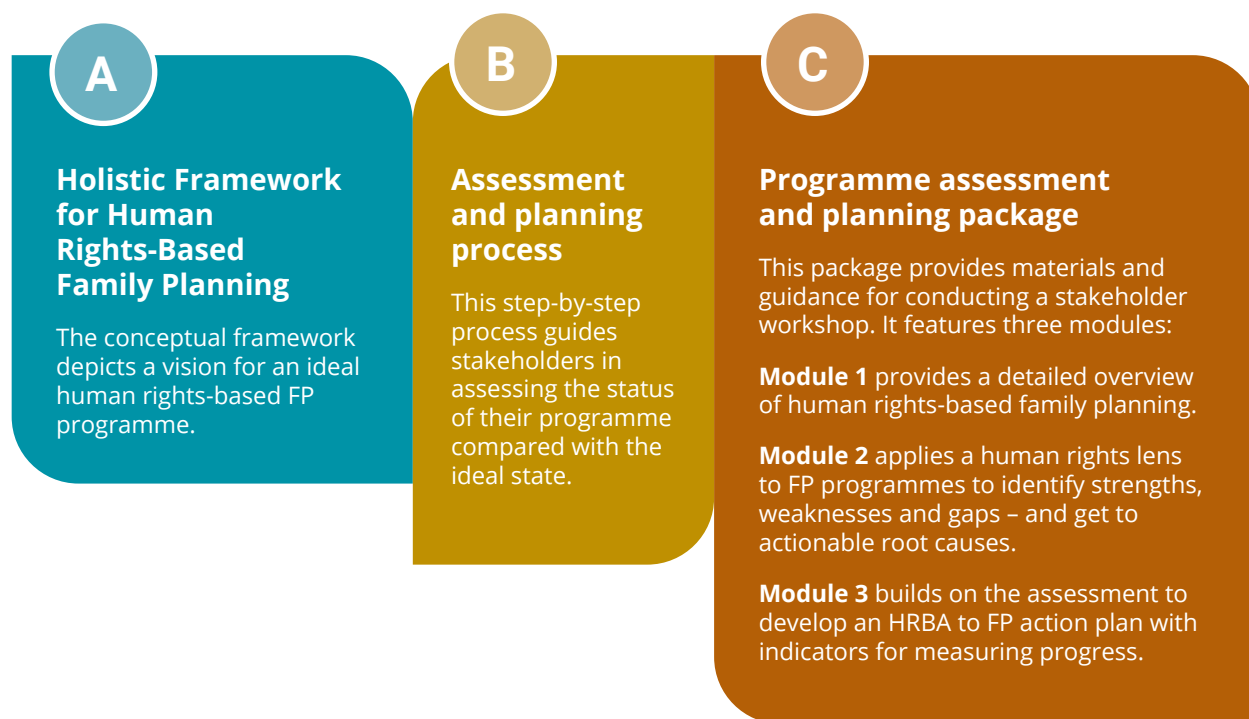 A
Holistic Framework
for Human
Rights-Based
Family Planning
The conceptual framework
depicts a vision for an ideal
human rights-based FP
programme.
B
Assessment
and planning
process
This step-by-step
process guides
stakeholders in
assessing the status
of their programme
compared with the
ideal state.
C
Programme assessment
and planning package
This package provides materials and
guidance for conducting a stakeholder
workshop. It features three modules:
Module 1 provides a detailed overview
of human rights-based family planning.
Module 2 applies a human rights lens
to FP programmes to identify strengths,
weaknesses and gaps – and get to
actionable root causes.
Module 3 builds on the assessment to
develop an HRBA to FP action plan with
indicators for measuring progress.